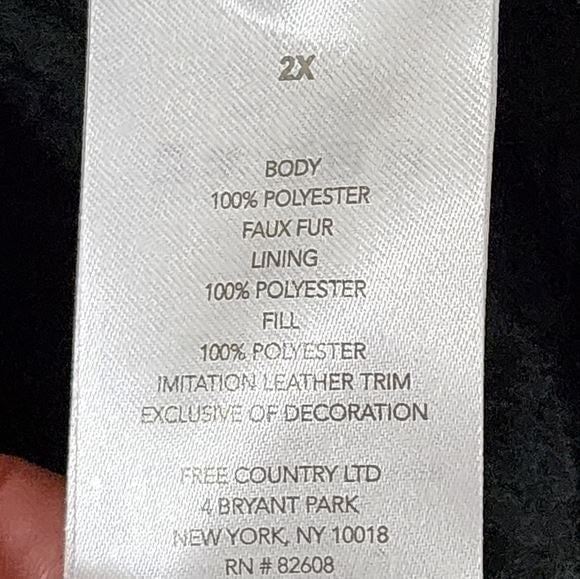 2X
BODY
100% POLYESTER
FAUX FUR
LINING
100% POLYESTER
FILL
100% POLYESTER
IMITATION LEATHER TRIM
EXCLUSIVE OF DECORATION
FREE COUNTRY LTD
4 BRYANT PARK
NEW YORK, NY 10018
RN # 82608